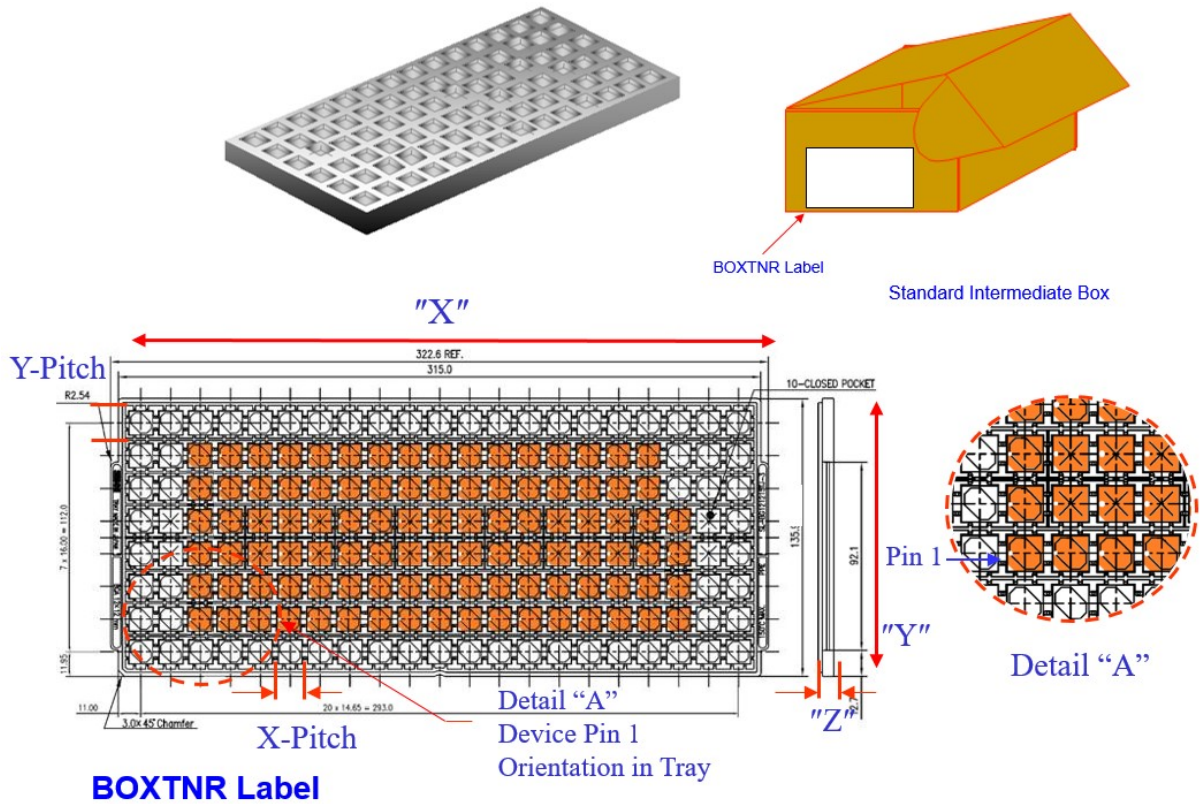 BOXTNR Label
Standard Intermediate Box
"X"
Y-Pitch
322.6 REF.
315.0
10-CLOSED POCKET
R2.54
7 x 16.00 = 112.0
135.
92.1
Pin 1
"Y"
11.95
Detail "A"
11.00
20 x 14.65 = 293.0
3.0×45°Chamfer
X-Pitch
Detail "A"
Device Pin 1
Orientation in Tray
"Z"
BOXTNR Label